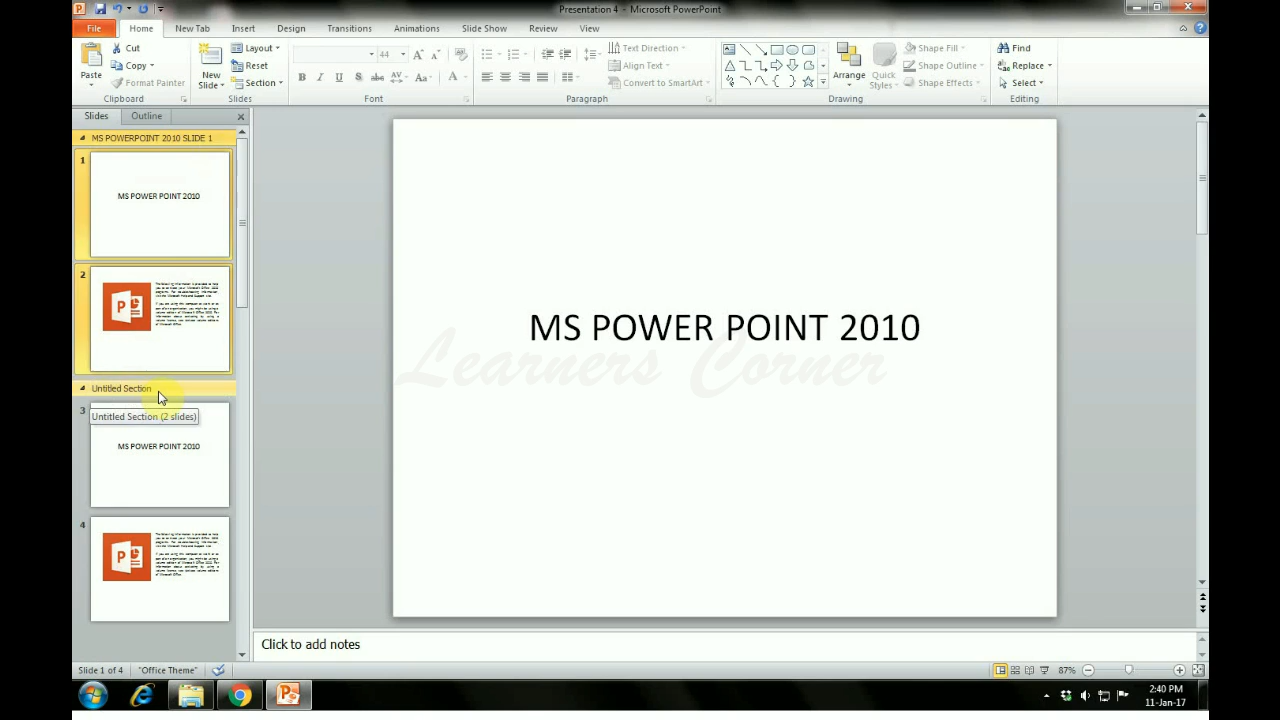 Presentation 4 - Microsoft PowerPoint
File Home New Tab Insert Design Transitions Animations Slide Show Review View
Paste
Cut
Copy
Format Painter
Clipboard
New Slide
Layout
Reset
Section
Slides
44
Font
Text Direction
Align Text
Convert to SmartArt
Paragraph
Arrange
Quick Styles
Shape Fill
Shape Outline
Shape Effects
Drawing
Find
Replace
Select
Editing
Slides Outline
MS POWERPOINT 2010 SLIDE 1
1
MS POWER POINT 2010
2
Untitled Section
Untitled Section (2 slides)
3
MS POWER POINT 2010
4
MS POWER POINT 2010
Learners Corner
Click to add notes
Slide 1 of 4 "Office Theme" 87%
2:40 PM
11-Jan-17